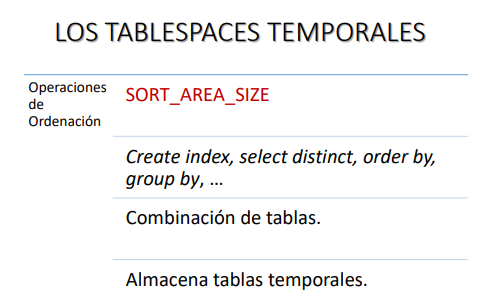 LOS TABLESPACES TEMPORALES
Operaciones
de
Ordenación
SORT_AREA_SIZE
Create index, select distinct, order by,
group by, …
Combinación de tablas.
Almacena tablas temporales.